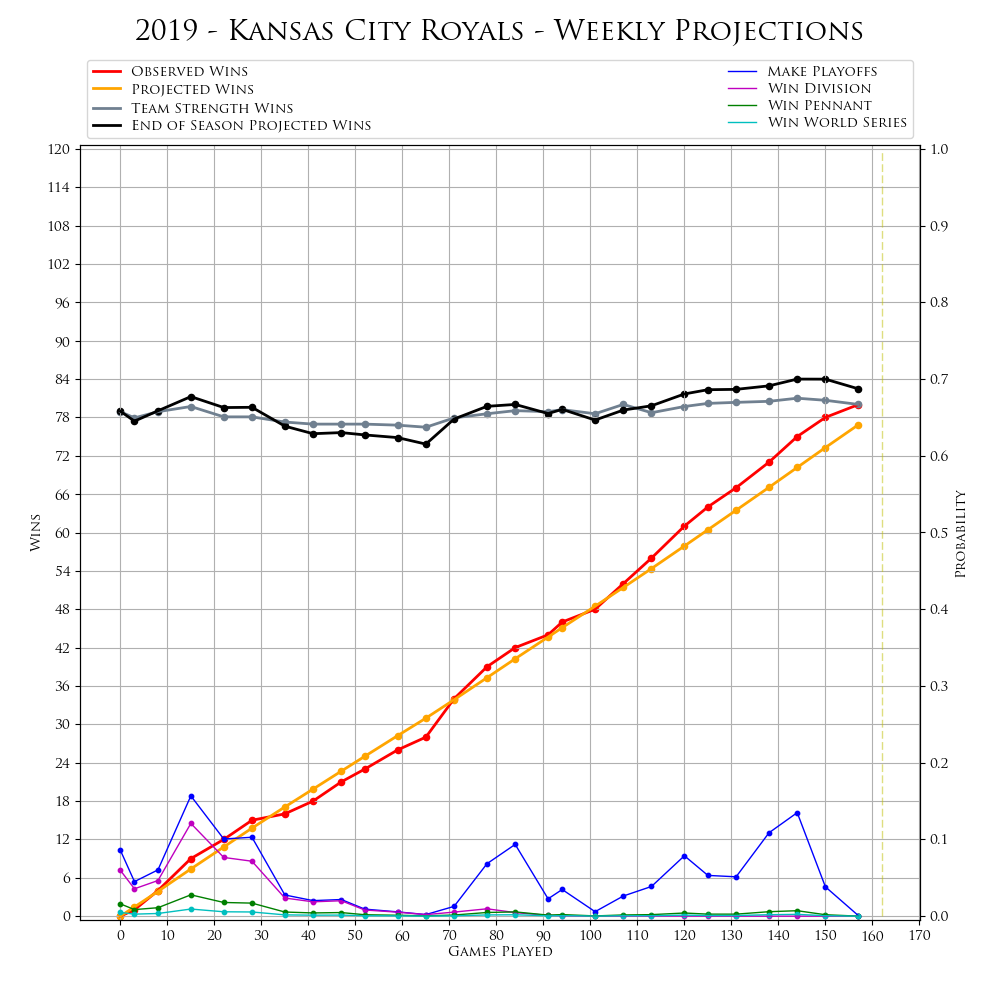 2019 - Kansas City Royals - Weekly Projections
Observed Wins
Projected Wins
Team Strength Wins
End of Season Projected Wins
Make Playoffs
Win Division
Win Pennant
Win World Series
120
114
108
102
96
90
84
78
72
66
60
54
48
42
36
30
24
18
12
6
0
Wins
1.0
0.9
0.8
0.7
0.6
0.5
0.4
0.3
0.2
0.1
0.0
Probability
0 10 20 30 40 50 60 70 80 90 100 110 120 130 140 150 160 170
Games Played